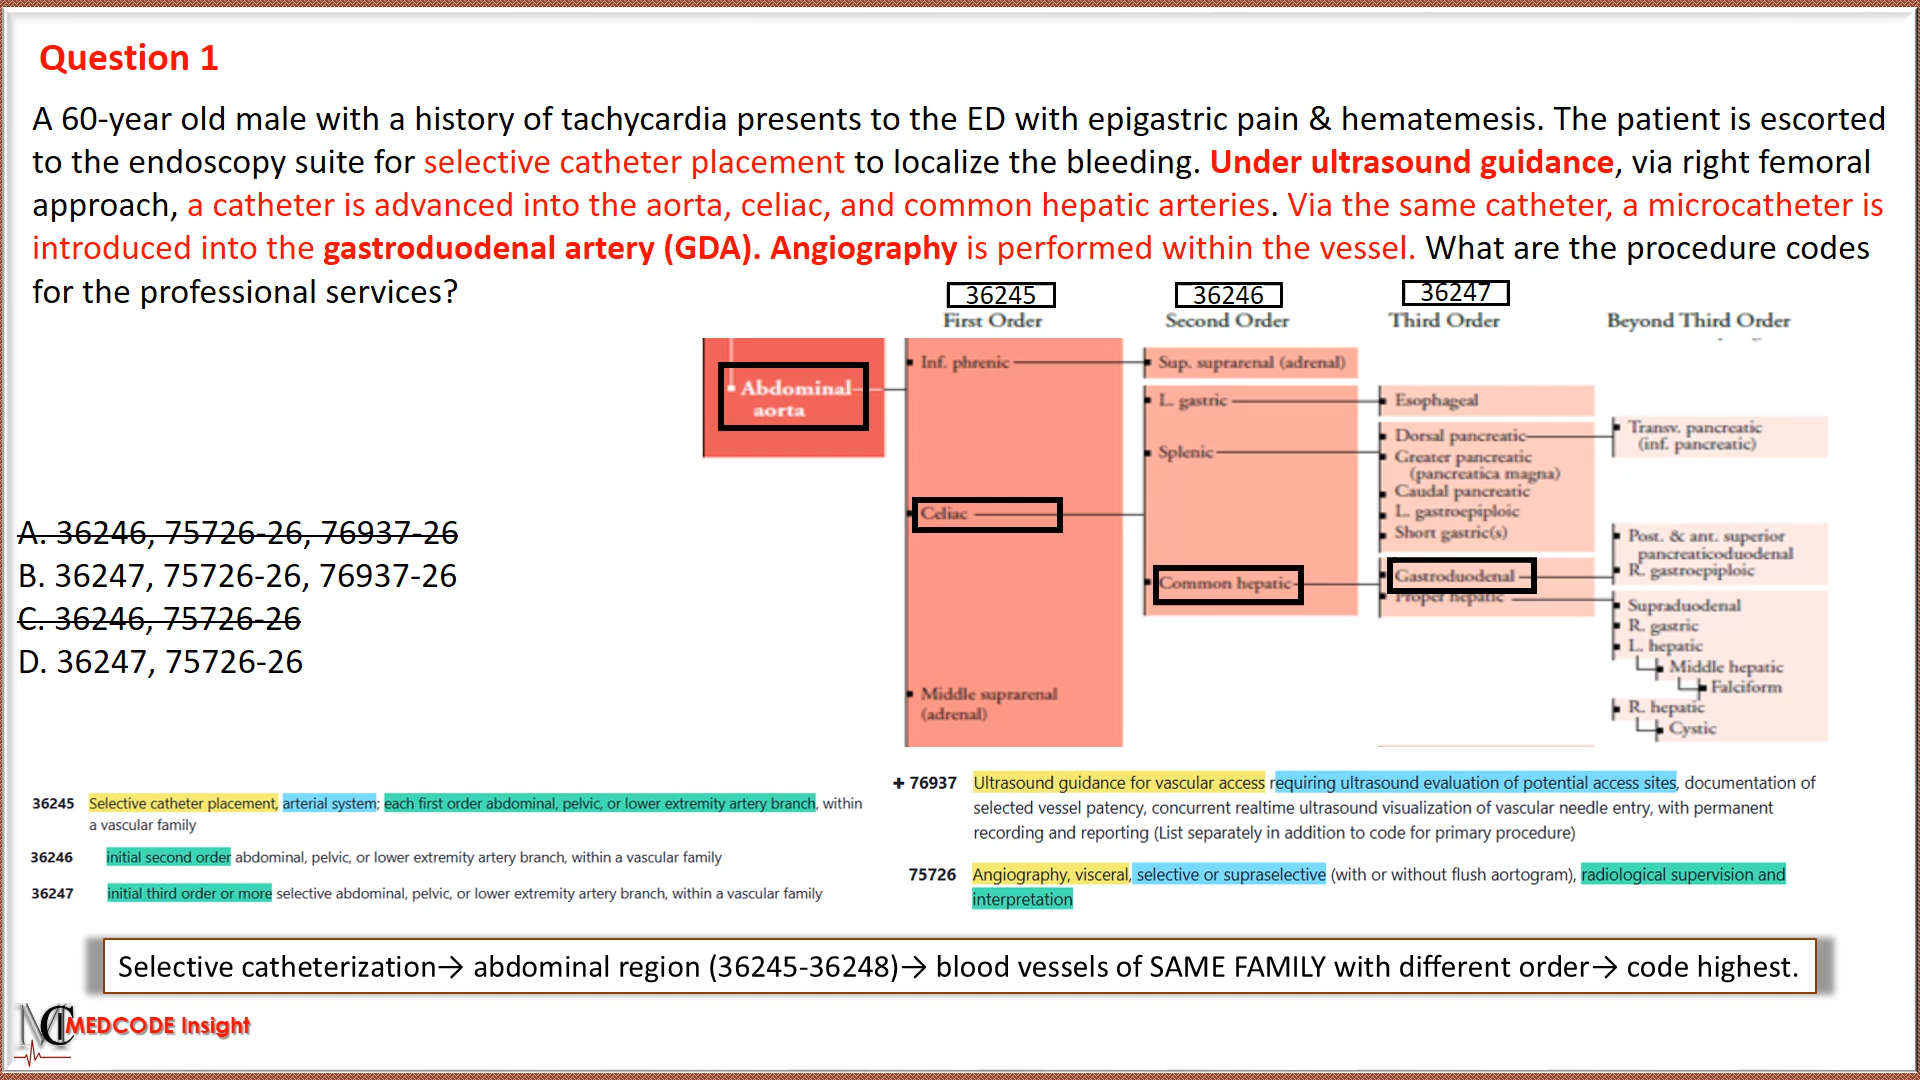 Question 1
A 60-year old male with a history of tachycardia presents to the ED with epigastric pain & hematemesis. The patient is escorted
to the endoscopy suite for selective catheter placement to localize the bleeding. Under ultrasound guidance, via right femoral
approach, a catheter is advanced into the aorta, celiac, and common hepatic arteries. Via the same catheter, a microcatheter is
introduced into the gastroduodenal artery (GDA). Angiography is performed within the vessel. What are the procedure codes
for the professional services?
36245
36246
36247
First Order
Second Order
Third Order
Beyond Third Order
Abdominal
aorta
Inf. phrenic
Celiac
Middle suprarenal
(adrenal)
Sup. suprarenal (adrenal)
L. gastric
Splenic
Common hepatic
Esophageal
Dorsal pancreatic
Greater pancreatic
(pancreatica magna)
Caudal pancreatic
L. gastroepiploic
Short gastric(s)
Gastroduodenal
Proper hepatic
Transv. pancreatic
(inf. pancreatic)
Post. & ant. superior
pancreaticoduodenal
R. gastroepiploic
Supraduodenal
R. gastric
L. hepatic
Middle hepatic
Falciform
R. hepatic
Cystic
A. 36246, 75726-26, 76937-26
B. 36247, 75726-26, 76937-26
C. 36246, 75726-26
D. 36247, 75726-26
36245 Selective catheter placement, arterial system; each first order abdominal, pelvic, or lower extremity artery branch, within
a vascular family
36246 initial second order abdominal, pelvic, or lower extremity artery branch, within a vascular family
36247 initial third order or more selective abdominal, pelvic, or lower extremity artery branch, within a vascular family
+ 76937 Ultrasound guidance for vascular access requiring ultrasound evaluation of potential access sites, documentation of
selected vessel patency, concurrent realtime ultrasound visualization of vascular needle entry, with permanent
recording and reporting (List separately in addition to code for primary procedure)
75726 Angiography, visceral, selective or supraselective (with or without flush aortogram), radiological supervision and
interpretation
Selective catheterization→ abdominal region (36245-36248)→ blood vessels of SAME FAMILY with different order→ code highest.
MCI MEDCODE Insight